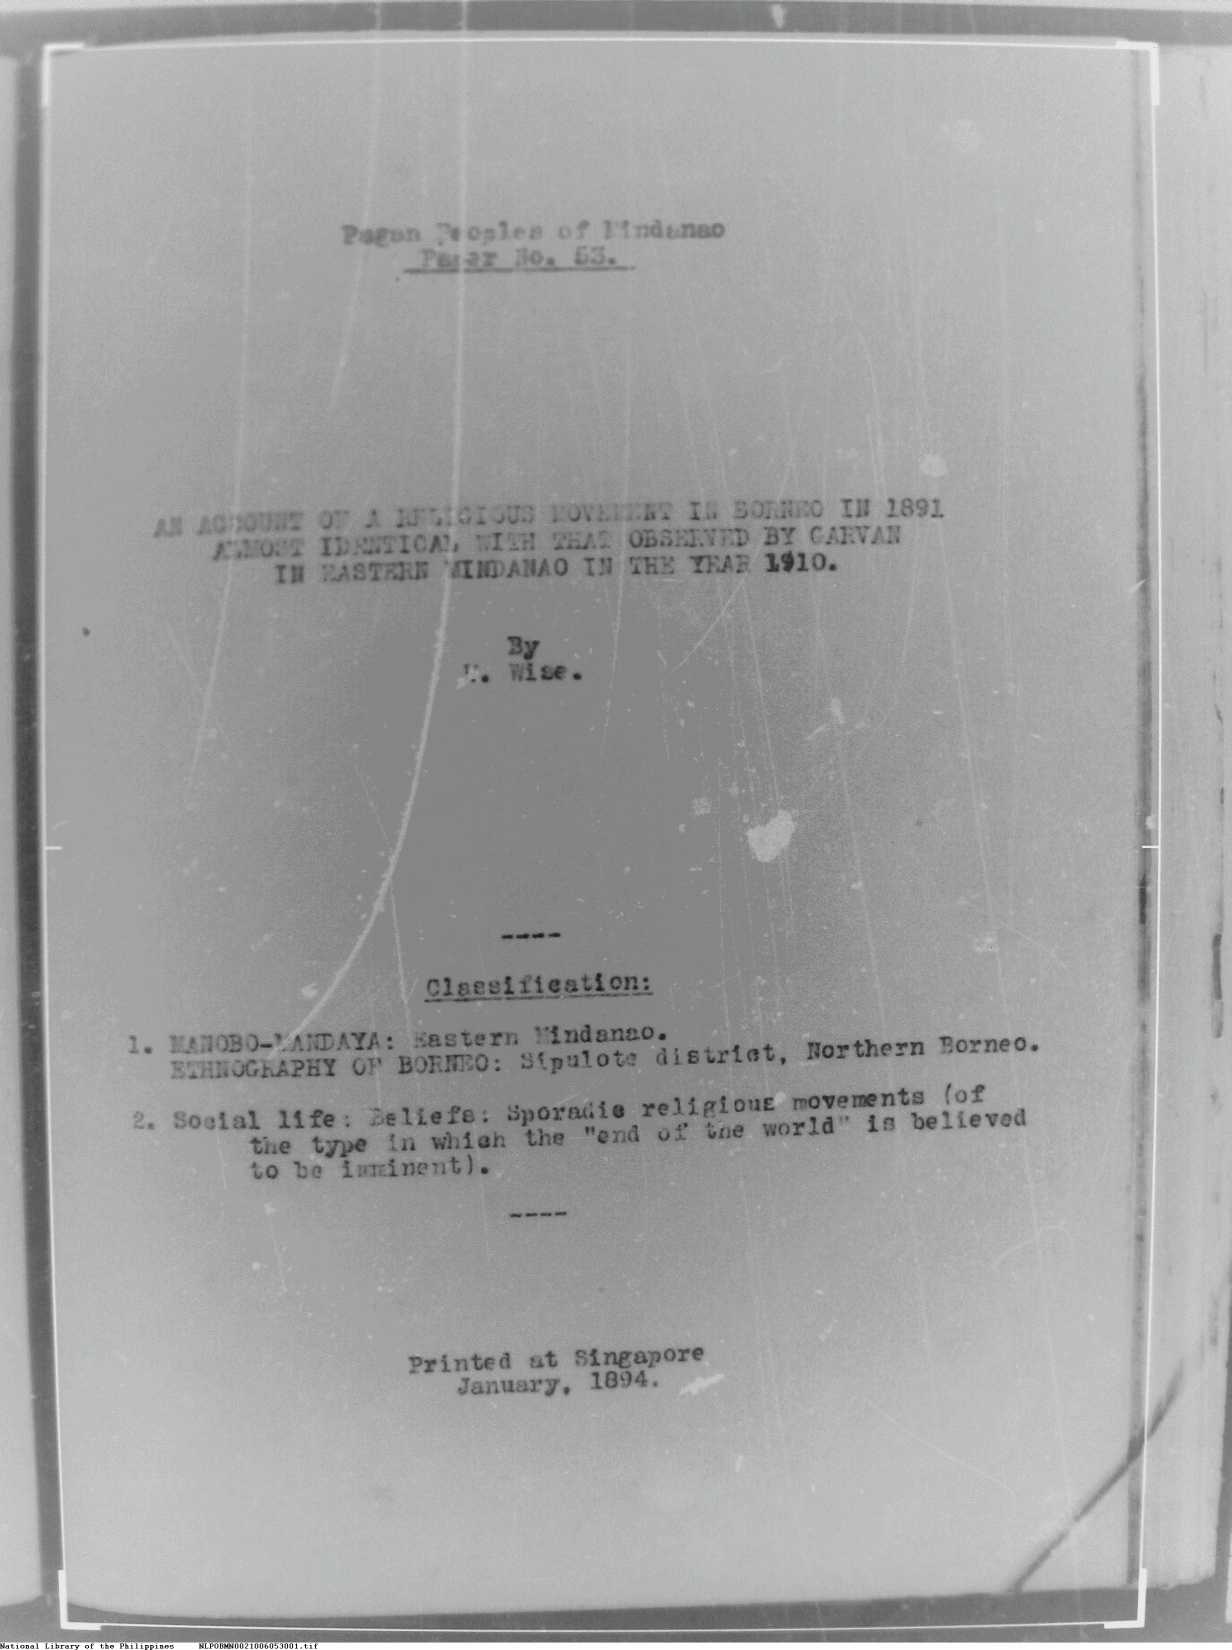 Pagan Peoples of Mindanao
Paper No. 53.
AN ACCOUNT OF A RELIGIOUS MOVEMENT IN BORNEO IN 1891
ALMOST IDENTICAL WITH THAT OBSERVED BY GARVAN
IN EASTERN MINDANAO IN THE YEAR 1910.
By
Wise.
----
Classification:
1. MANOBO-MANDAYA: Eastern Mindanao.
ETHNOGRAPHY OF BORNEO: Sipulote district, Northern Borneo.
2. Social life: Beliefs: Sporadic religious movements (of
the type in which the "end of the world" is believed
to be imminent).
----
Printed at Singapore
January, 1894.
National Library of the Philippines NLPOBMN0021006053001.tif